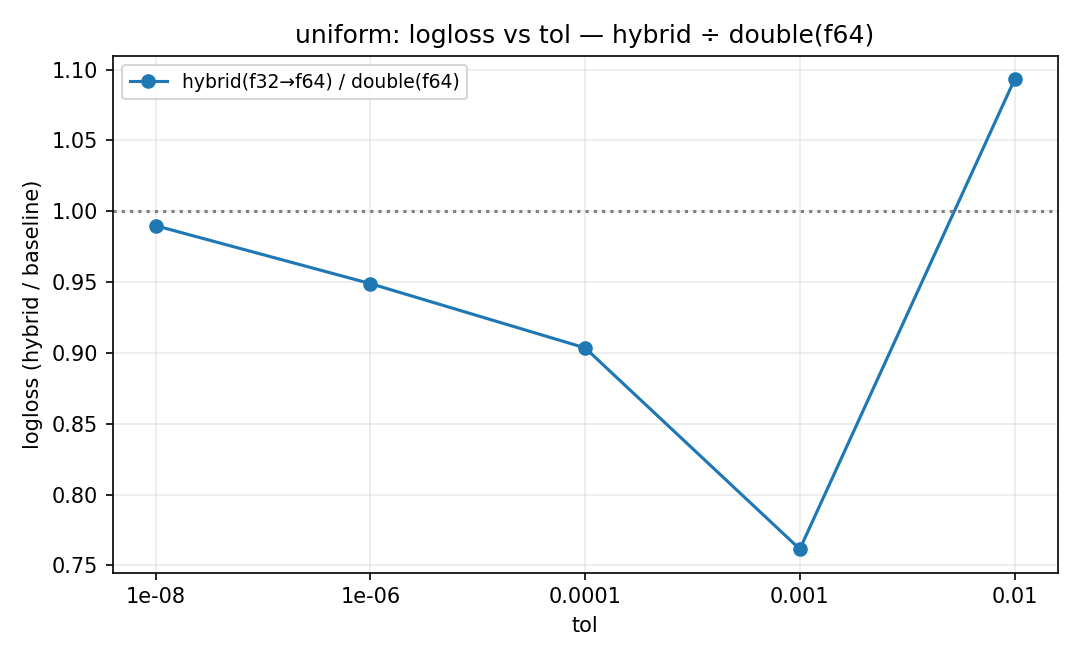 uniform: logloss vs tol — hybrid ÷ double(f64)
hybrid(f32→f64) / double(f64)
logloss (hybrid / baseline)
1.10
1.05
1.00
0.95
0.90
0.85
0.80
0.75
1e-08
1e-06
0.0001
0.001
0.01
tol